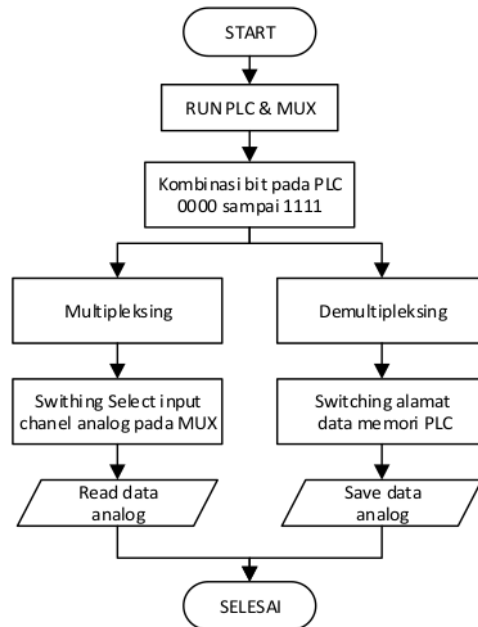 START
RUN PLC & MUX
Kombinasi bit pada PLC
0000 sampai 1111
Multipleksing
Demultipleksing
Swithing Select input
chanel analog pada MUX
Switching alamat
data memori PLC
Read data
analog
Save data
analog
SELESAI